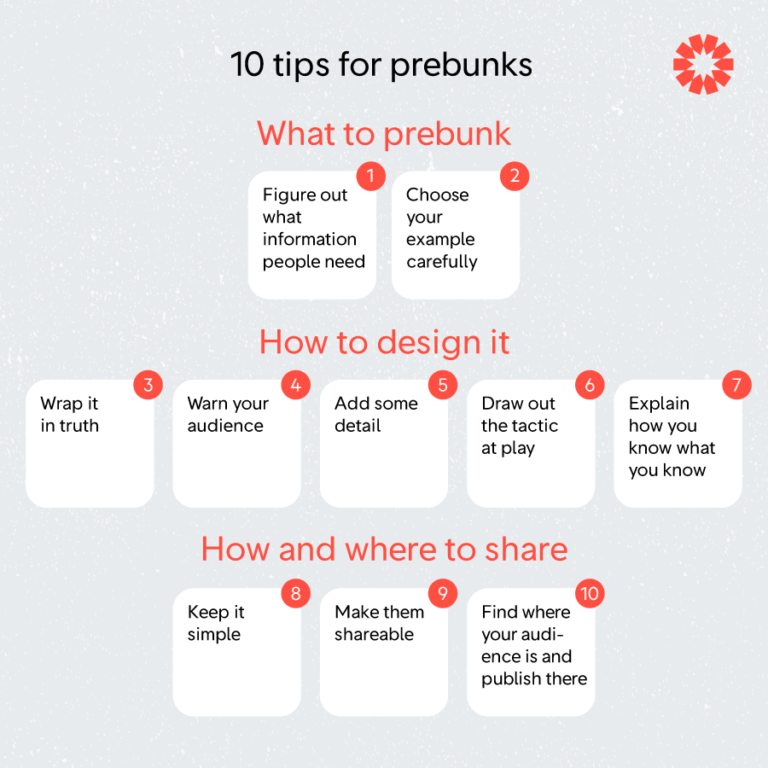 10 tips for prebunks
What to prebunk
1
Figure out
what
information
people need
2
Choose
your
example
carefully
How to design it
3
Wrap it
in truth
4
Warn your
audience
5
Add some
detail
6
Draw out
the tactic
at play
7
Explain
how you
know what
you know
How and where to share
8
Keep it
simple
9
Make them
shareable
10
Find where
your audi-
ence is and
publish there